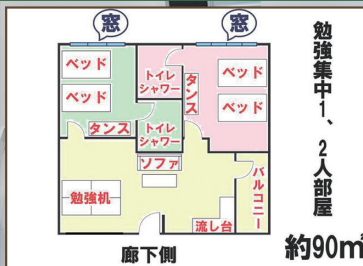 窓
窓
ベッド
ベッド
タンス
トイレ
シャワー
トイレ
シャワー
タンス
ベッド
ベッド
ソファ
勉強机
流し台
バルコニー
廊下側
勉強集中1、2人部屋
約90㎡